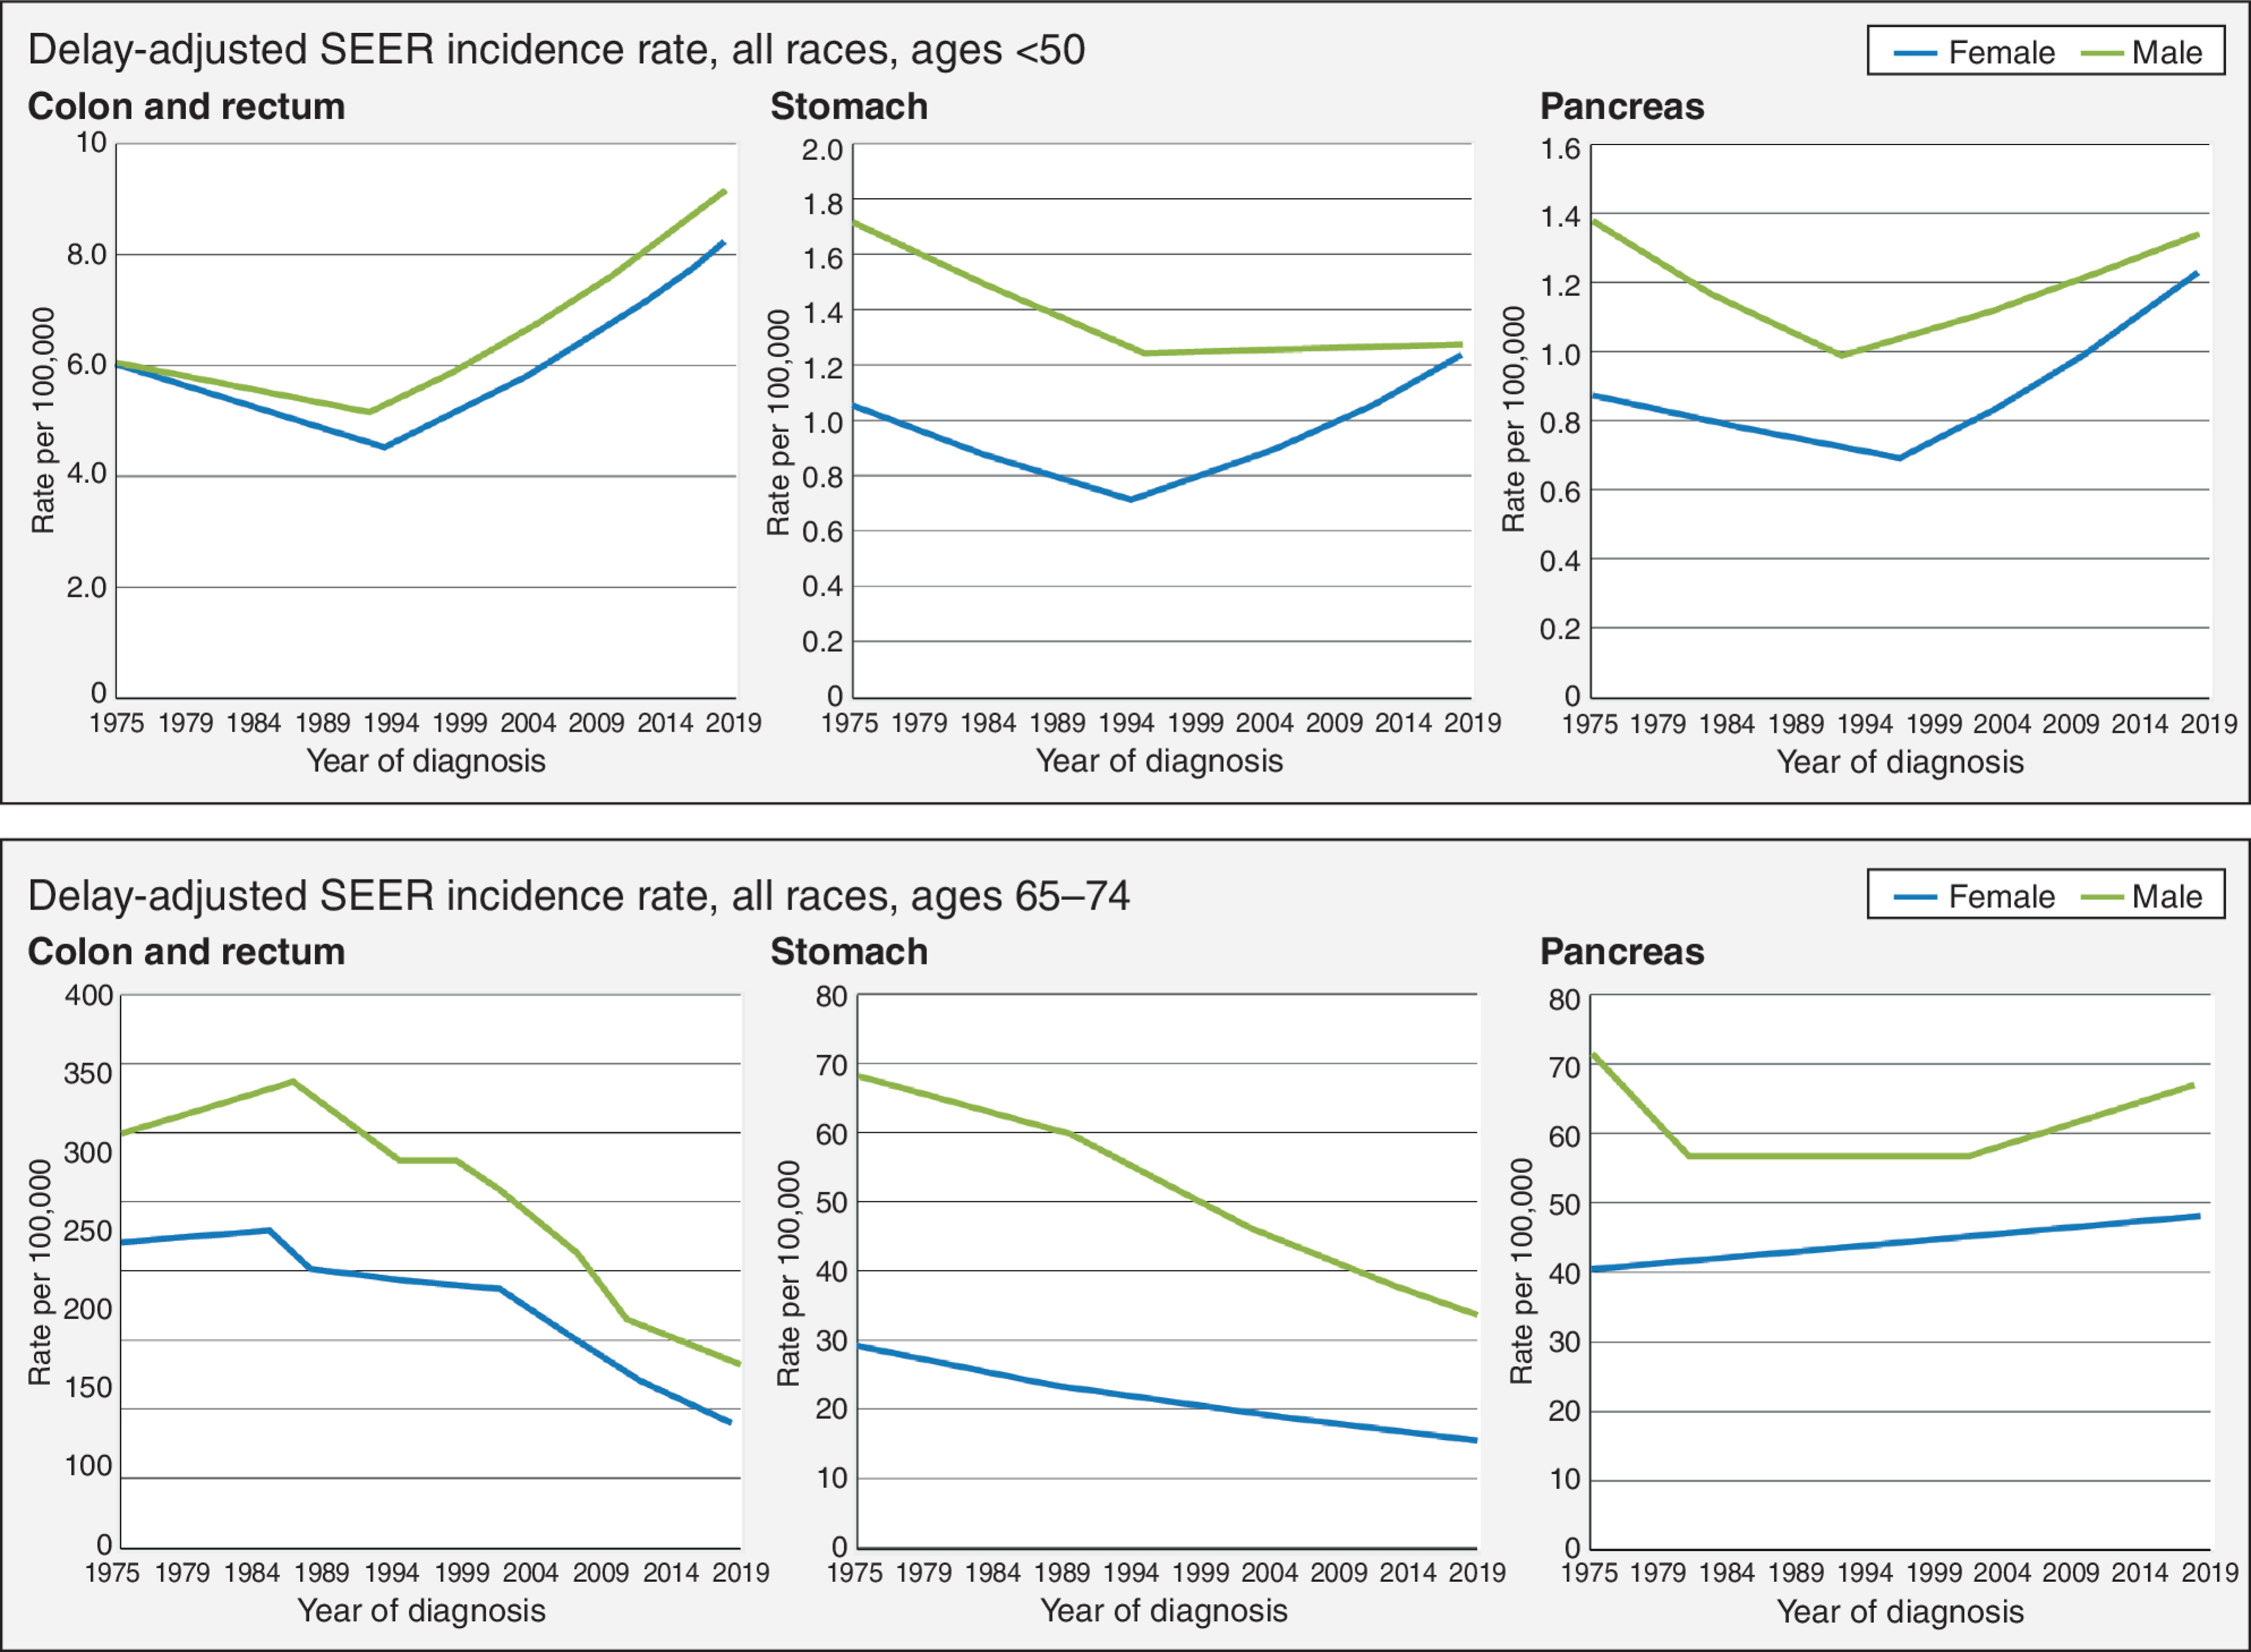 Delay-adjusted SEER incidence rate, all races, ages <50
Female Male
Colon and rectum
10
8.0
6.0
4.0
2.0
0
Rate per 100,000
1975 1979 1984 1989 1994 1999 2004 2009 2014 2019
Year of diagnosis
Stomach
2.0
1.8
1.6
1.4
1.2
1.0
0.8
0.6
0.4
0.2
0
Rate per 100,000
1975 1979 1984 1989 1994 1999 2004 2009 2014 2019
Year of diagnosis
Pancreas
1.6
1.4
1.2
1.0
0.8
0.6
0.4
0.2
0
Rate per 100,000
1975 1979 1984 1989 1994 1999 2004 2009 2014 2019
Year of diagnosis
Delay-adjusted SEER incidence rate, all races, ages 65–74
Female Male
Colon and rectum
400
350
300
250
200
150
100
0
Rate per 100,000
1975 1979 1984 1989 1994 1999 2004 2009 2014 2019
Year of diagnosis
Stomach
80
70
60
50
40
30
20
10
0
Rate per 100,000
1975 1979 1984 1989 1994 1999 2004 2009 2014 2019
Year of diagnosis
Pancreas
80
70
60
50
40
30
20
10
0
Rate per 100,000
1975 1979 1984 1989 1994 1999 2004 2009 2014 2019
Year of diagnosis